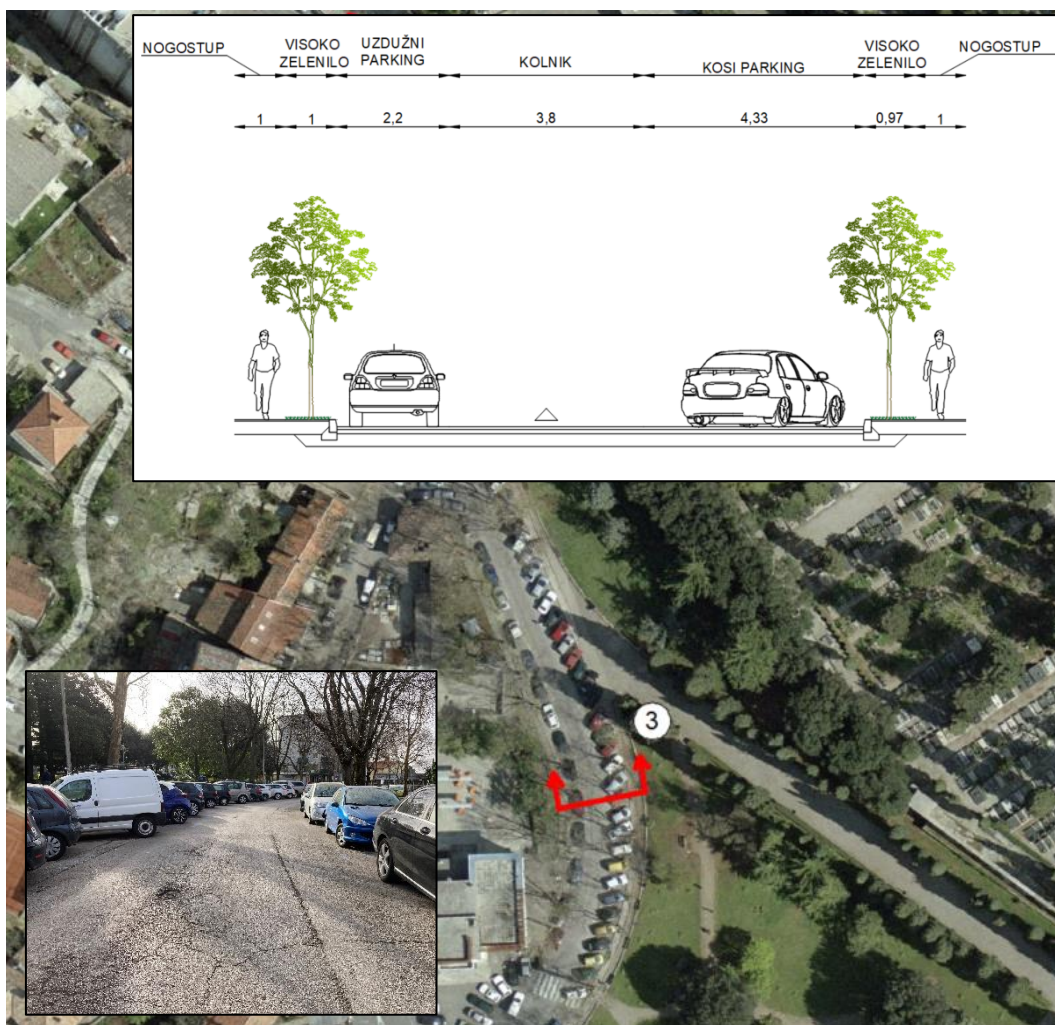 NOGOSTUP
VISOKO
ZELENILO
UZDUŽNI
PARKING
KOLNIK
KOSI PARKING
VISOKO
ZELENILO
NOGOSTUP
1
1
2,2
3,8
4,33
0,97
1
3